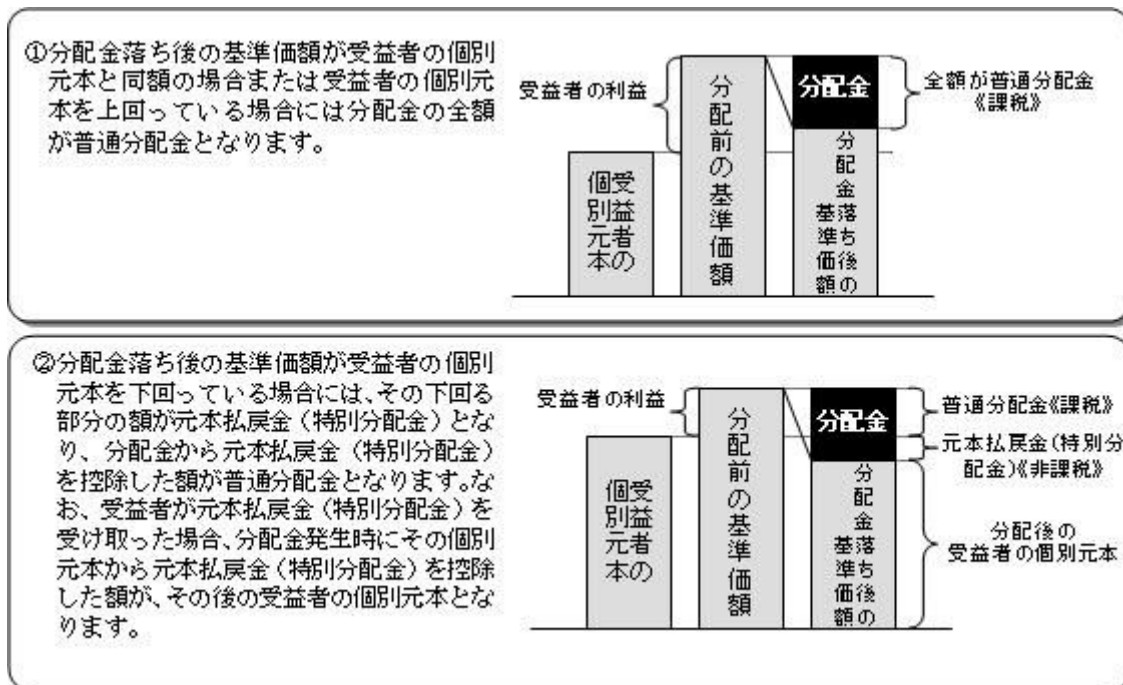 ①分配金落ち後の基準価額が受益者の個別
元本と同額の場合または受益者の個別元
本を上回っている場合には分配金の全額
が普通分配金となります。
受益者の利益
受益者の
個別元本
分配前の基準価額
分配金
分配金落ち後の
基準価額
全額が普通分配金
《課税》
②分配金落ち後の基準価額が受益者の個別
元本を下回っている場合には、その下回る
部分の額が元本払戻金（特別分配金）とな
り、分配金から元本払戻金（特別分配金）
を控除した額が普通分配金となります。な
お、受益者が元本払戻金（特別分配金）を
受け取った場合、分配金発生時にその個別
元本から元本払戻金（特別分配金）を控除
した額が、その後の受益者の個別元本とな
ります。
受益者の利益
受益者の
個別元本
分配前の基準価額
分配金
分配金落ち後の
基準価額
普通分配金《課税》
元本払戻金（特別分
配金）《非課税》
分配後の
受益者の個別元本